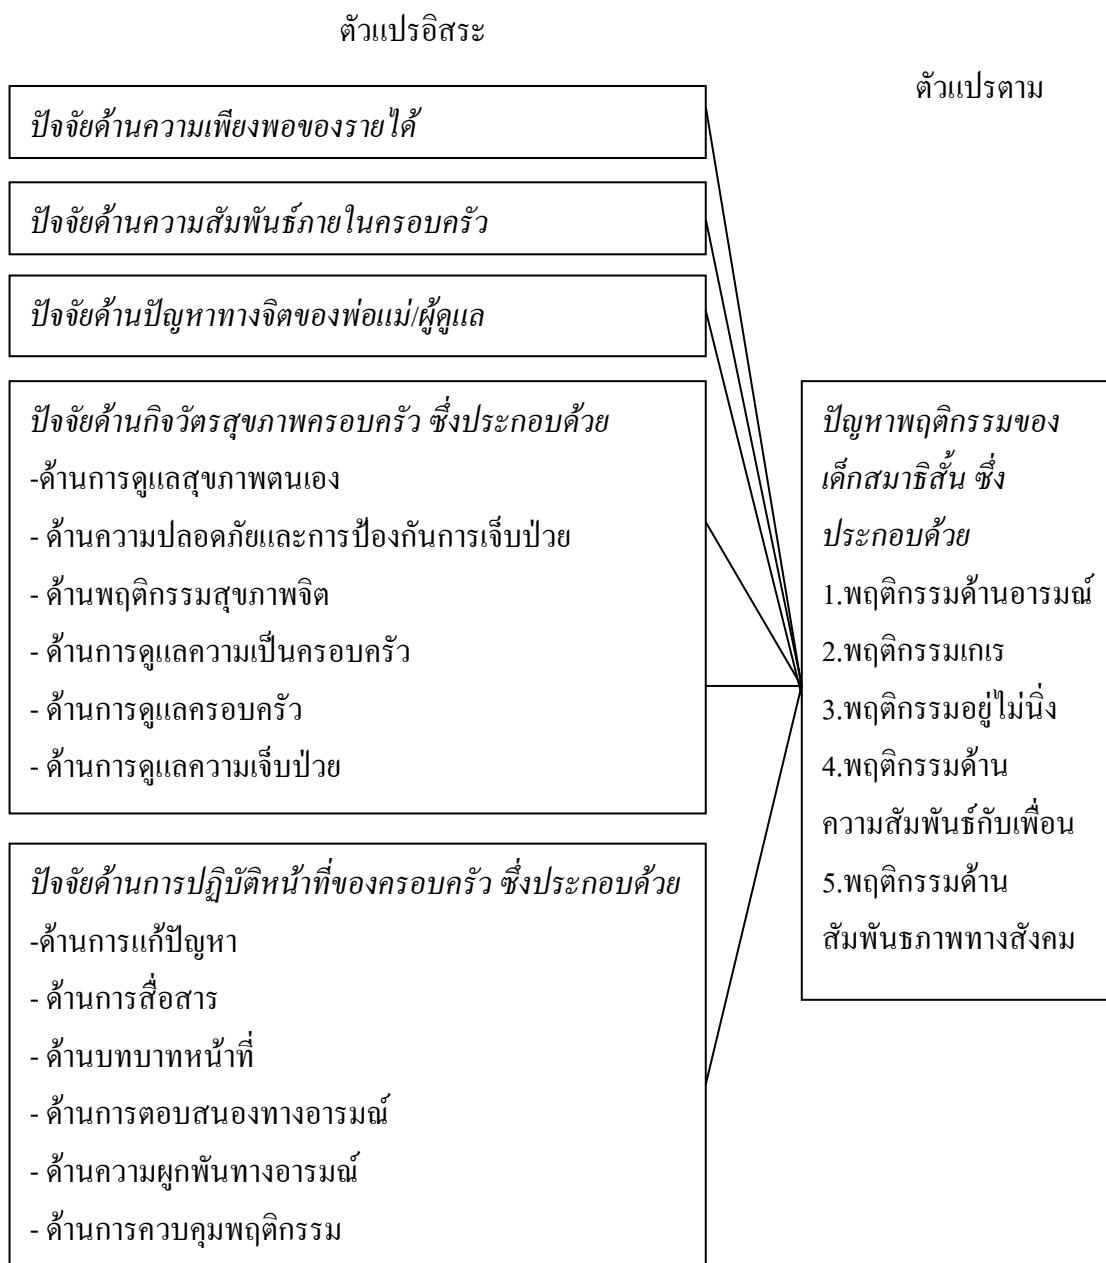 ตัวแปรอิสระ
ตัวแปรตาม
ปัจจัยด้านความเพียงพอของรายได้
ปัจจัยด้านความสัมพันธ์ภายในครอบครัว
ปัจจัยด้านปัญหาทางจิตของพ่อแม่/ผู้ดูแล
ปัจจัยด้านกิจวัตรสุขภาพครอบครัว ซึ่งประกอบด้วย
-ด้านการดูแลสุขภาพตนเอง
- ด้านความปลอดภัยและการป้องกันการเจ็บป่วย
- ด้านพฤติกรรมสุขภาพจิต
- ด้านการดูแลความเป็นครอบครัว
- ด้านการดูแลครอบครัว
- ด้านการดูแลความเจ็บป่วย
ปัจจัยด้านการปฏิบัติหน้าที่ของครอบครัว ซึ่งประกอบด้วย
-ด้านการแก้ปัญหา
- ด้านการสื่อสาร
- ด้านบทบาทหน้าที่
- ด้านการตอบสนองทางอารมณ์
- ด้านความผูกพันทางอารมณ์
- ด้านการควบคุมพฤติกรรม
ปัญหาพฤติกรรมของ
เด็กสมาธิสั้น ซึ่ง
ประกอบด้วย
1.พฤติกรรมด้านอารมณ์
2.พฤติกรรมเกเร
3.พฤติกรรมอยู่ไม่นิ่ง
4.พฤติกรรมด้าน
ความสัมพันธ์กับเพื่อน
5.พฤติกรรมด้าน
สัมพันธภาพทางสังคม